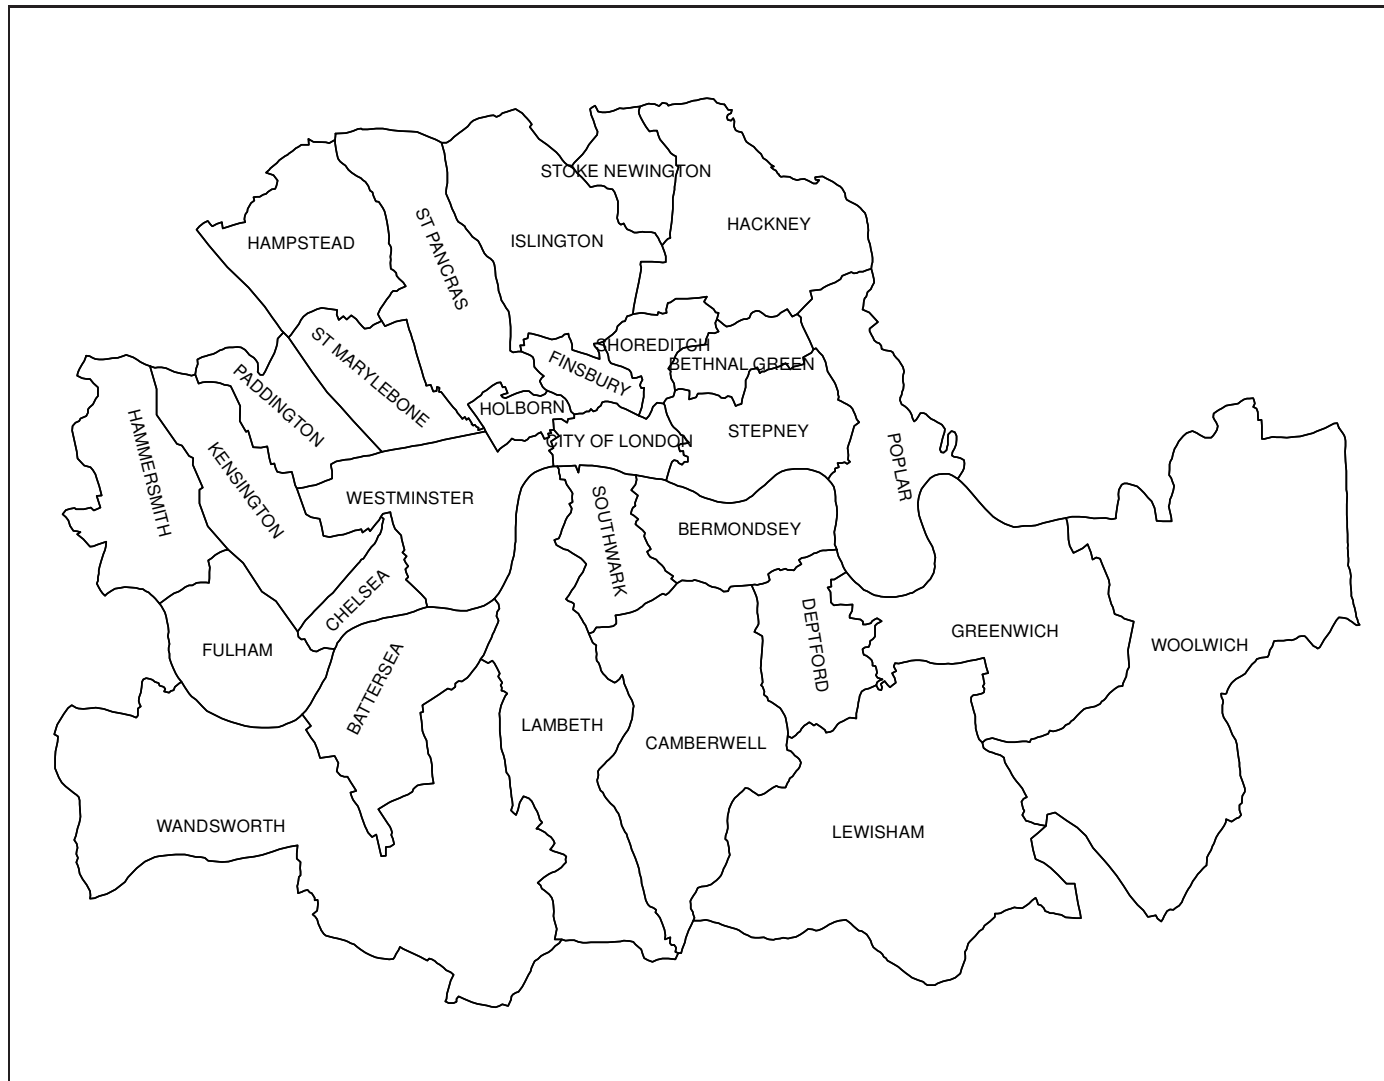 STOKE NEWINGTON
HACKNEY
HAMPSTEAD
ST PANCRAS
ISLINGTON
ST MARYLEBONE
SHOREDITCH
BETHNAL GREEN
FINSBURY
PADDINGTON
HOLBORN
HAMMERSMITH
KENSINGTON
CITY OF LONDON
STEPNEY
POPLAR
WESTMINSTER
SOUTHWARK
BERMONDSEY
CHELSEA
FULHAM
DEPTFORD
GREENWICH
WOOLWICH
BATTERSEA
LAMBETH
CAMBERWELL
WANDSWORTH
LEWISHAM